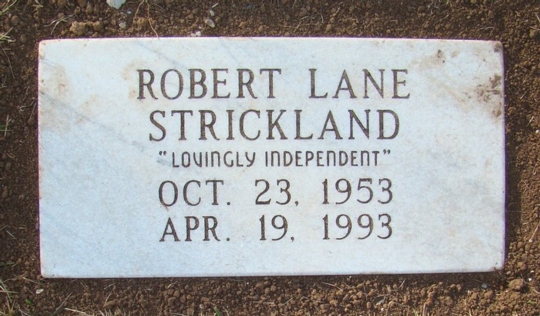 ROBERT LANE
STRICKLAND
"LOVINGLY INDEPENDENT"
OCT. 23, 1953
APR. 19, 1993